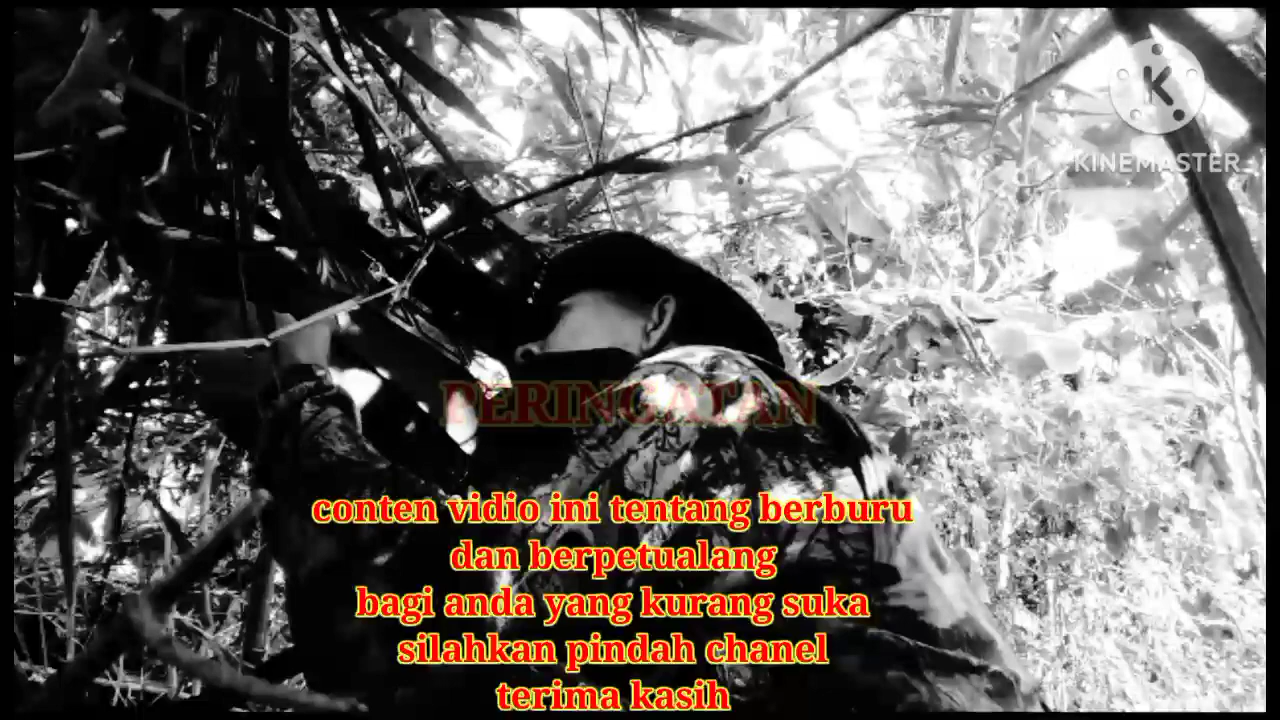 K
KINEMASTER
PERINGATAN
conten vidio ini tentang berburu
dan berpetualang
bagi anda yang kurang suka
silahkan pindah chanel
terima kasih